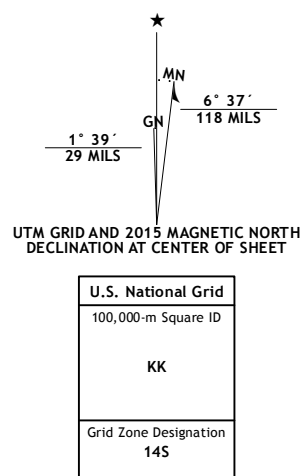 ★
MN
6° 37´
118 MILS
GN
1° 39´
29 MILS
UTM GRID AND 2015 MAGNETIC NORTH
DECLINATION AT CENTER OF SHEET
U.S. National Grid
100,000-m Square ID
KK
Grid Zone Designation
14S